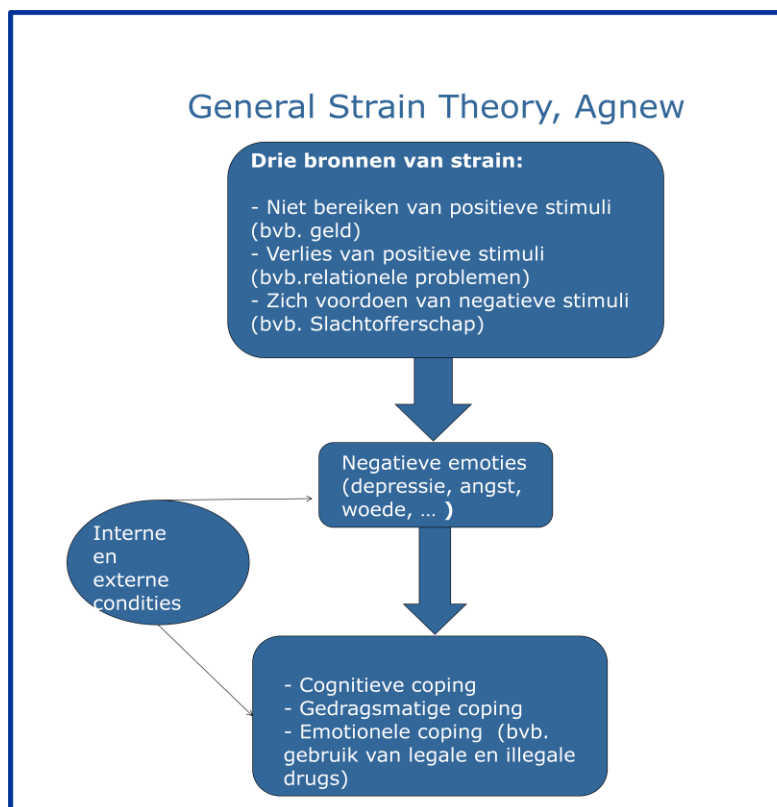 General Strain Theory, Agnew
Drie bronnen van strain:
- Niet bereiken van positieve stimuli
(bvb. geld)
- Verlies van positieve stimuli
(bvb.relationele problemen)
- Zich voordoen van negatieve stimuli
(bvb. Slachtofferschap)
Negatieve emoties
(depressie, angst,
woede, … )
Interne
en
externe
condities
- Cognitieve coping
- Gedragsmatige coping
- Emotionele coping (bvb.
gebruik van legale en illegale
drugs)